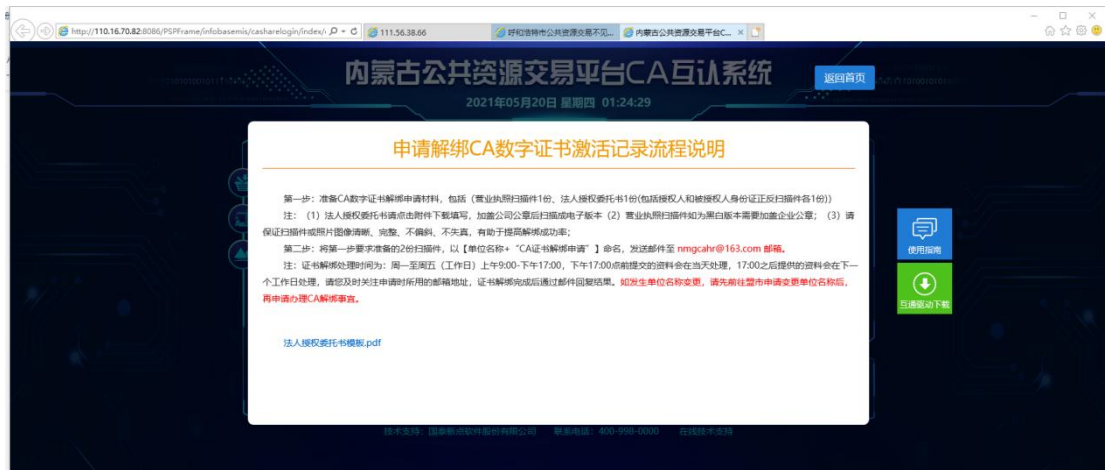 http://110.16.70.82:8086/PSPFrame/infobasemis/casharelogin/index/
111.56.38.66
呼和浩特市公共资源交易不见...
内蒙古公共资源交易平台C...
内蒙古公共资源交易平台CA互认系统
返回首页
2021年05月20日 星期四 01:24:29
申请解绑CA数字证书激活记录流程说明
第一步：准备CA数字证书解绑申请材料，包括（营业执照扫描件1份、法人授权委托书1份(包括授权人和被授权人身份证正反扫描件各1份)）
注：（1）法人授权委托书请点击附件下载填写，加盖公司公章后扫描成电子版本（2）营业执照扫描件如为黑白版本需要加盖企业公章；（3）请
保证扫描件或照片图像清晰、完整、不偏斜、不失真，有助于提高解绑成功率；
第二步：将第一步要求准备的2份扫描件，以【单位名称+“CA证书解绑申请”】命名，发送邮件至 nmgcahr@163.com 邮箱。
注：证书解绑处理时间为：周一至周五（工作日）上午9:00-下午17:00，下午17:00点前提交的资料会在当天处理，17:00之后提供的资料会在下一
个工作日处理，请您及时关注申请时所用的邮箱地址，证书解绑完成后通过邮件回复结果。如发生单位名称变更，请先前往盟市申请变更单位名称后，
再申请办理CA解绑事宜。
法人授权委托书模板.pdf
使用指南
互通驱动下载
技术支持：国泰新点软件股份有限公司 联系电话：400-998-0000 在线技术支持